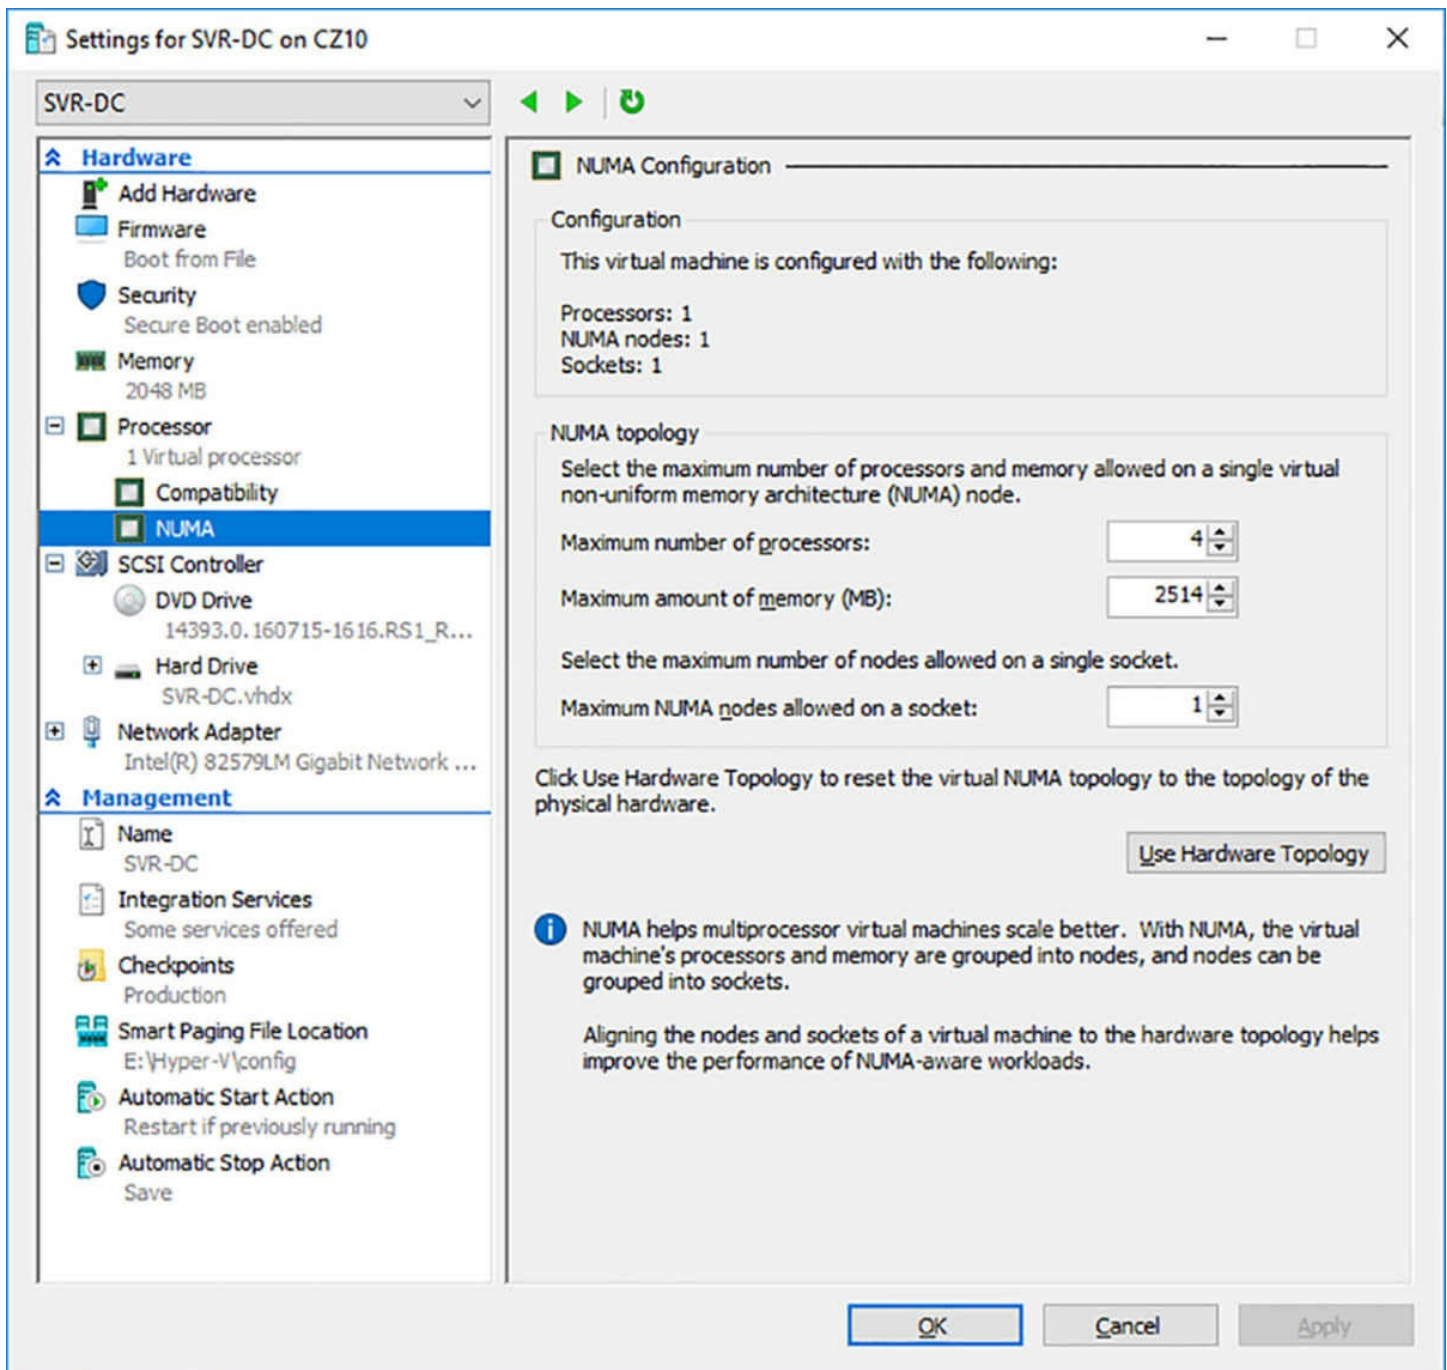 Settings for SVR-DC on CZ10
SVR-DC
Hardware
Add Hardware
Firmware
Boot from File
Security
Secure Boot enabled
Memory
2048 MB
Processor
1 Virtual processor
Compatibility
NUMA
SCSI Controller
DVD Drive
14393.0.160715-1616.RS1_R...
Hard Drive
SVR-DC.vhdx
Network Adapter
Intel(R) 82579LM Gigabit Network ...
Management
Name
SVR-DC
Integration Services
Some services offered
Checkpoints
Production
Smart Paging File Location
E:\Hyper-V\config
Automatic Start Action
Restart if previously running
Automatic Stop Action
Save
NUMA Configuration
Configuration
This virtual machine is configured with the following:
Processors: 1
NUMA nodes: 1
Sockets: 1
NUMA topology
Select the maximum number of processors and memory allowed on a single virtual
non-uniform memory architecture (NUMA) node.
Maximum number of processors: 4
Maximum amount of memory (MB): 2514
Select the maximum number of nodes allowed on a single socket.
Maximum NUMA nodes allowed on a socket: 1
Click Use Hardware Topology to reset the virtual NUMA topology to the topology of the
physical hardware.
Use Hardware Topology
NUMA helps multiprocessor virtual machines scale better. With NUMA, the virtual
machine's processors and memory are grouped into nodes, and nodes can be
grouped into sockets.
Aligning the nodes and sockets of a virtual machine to the hardware topology helps
improve the performance of NUMA-aware workloads.
OK
Cancel
Apply